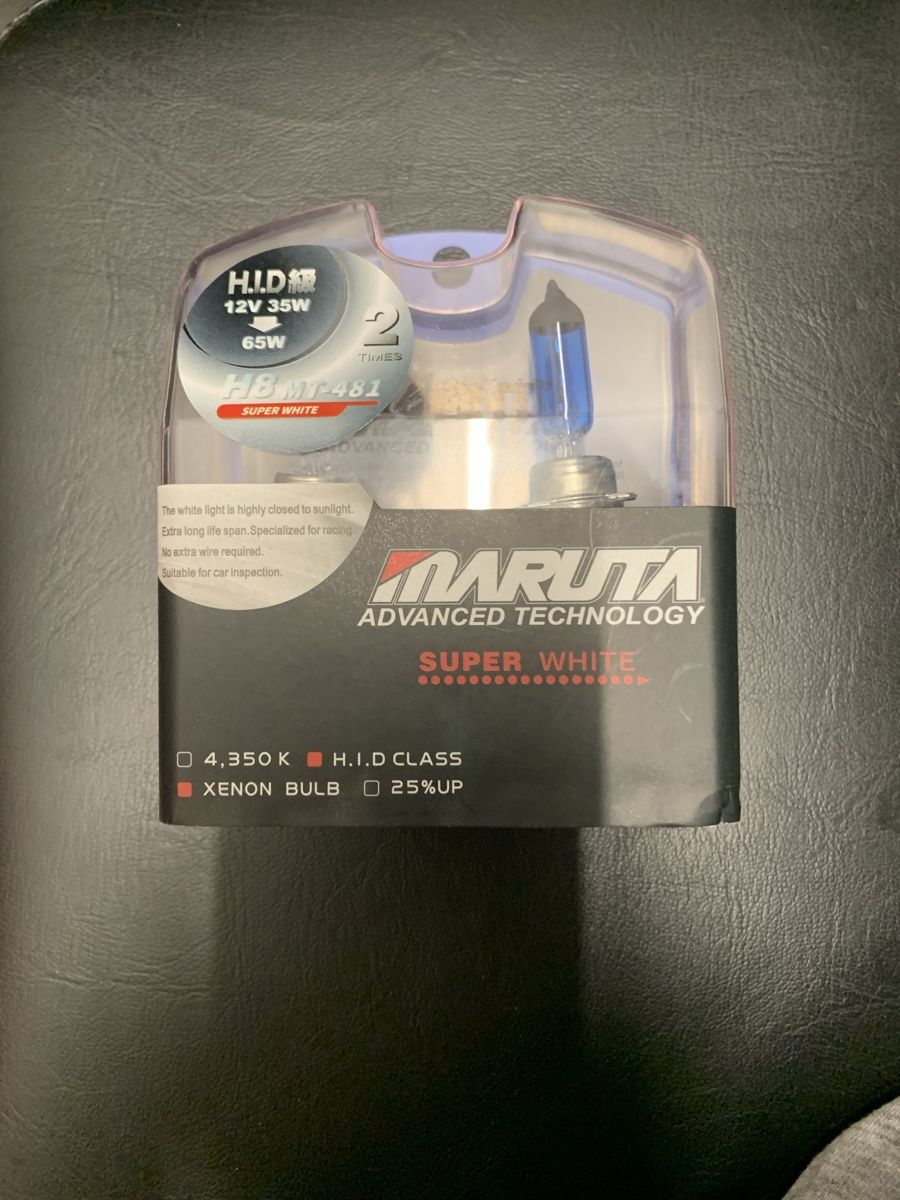 H.I.D級
12V 35W
65W
2
TIMES
H8 MT-481
SUPER WHITE
ADVANCED
The white light is highly closed to sunlight.
Extra long life span.Specialized for racing.
No extra wire required.
Suitable for car inspection.
MARUTA
ADVANCED TECHNOLOGY
SUPER WHITE
4,350 K H.I.D CLASS
XENON BULB 25%UP